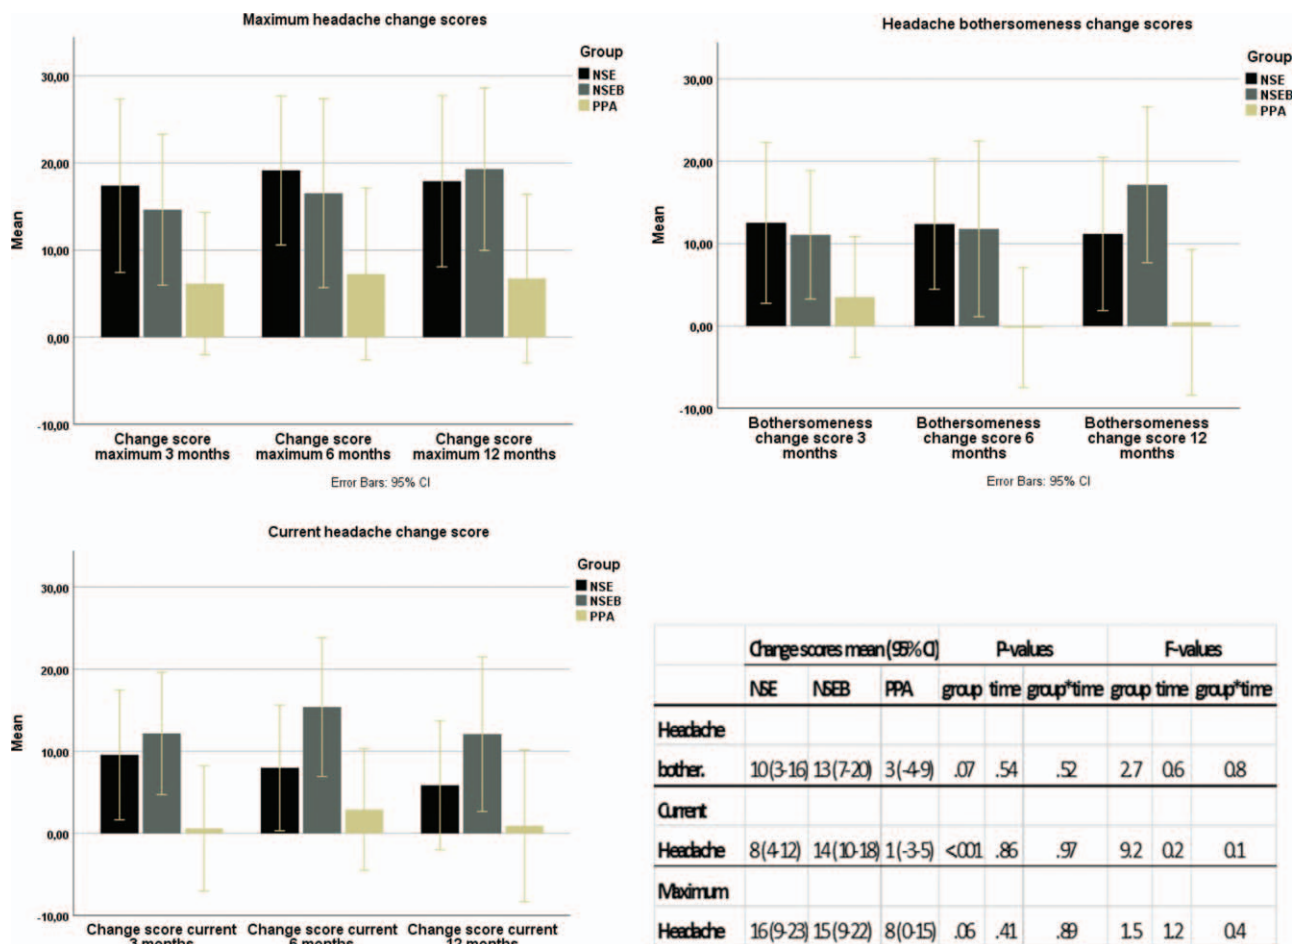 Maximum headache change scores
Group
NSE
NSEB
PPA
30,00
20,00
10,00
0,00
-10,00
Mean
Change score maximum 3 months
Change score maximum 6 months
Change score maximum 12 months
Error Bars: 95% CI
Headache bothersomeness change scores
Group
NSE
NSEB
PPA
30,00
20,00
10,00
0,00
-10,00
Mean
Bothersomeness change score 3 months
Bothersomeness change score 6 months
Bothersomeness change score 12 months
Error Bars: 95% CI
Current headache change score
Group
NSE
NSEB
PPA
30,00
20,00
10,00
0,00
-10,00
Mean
Change score current 3 months
Change score current 6 months
Change score current 12 months
Change scores mean (95% CI) P-values F-values
NSE NSEB PPA group time group*time group time group*time
Headache
bother. 10(3-16) 13(7-20) 3(-4-9) .07 .54 .52 2.7 0.6 0.8
Current
Headache 8(4-12) 14(10-18) 1(-3-5) <.001 .86 .97 9.2 0.2 0.1
Maximum
Headache 16(9-23) 15(9-22) 8(0-15) .06 .41 .89 1.5 1.2 0.4